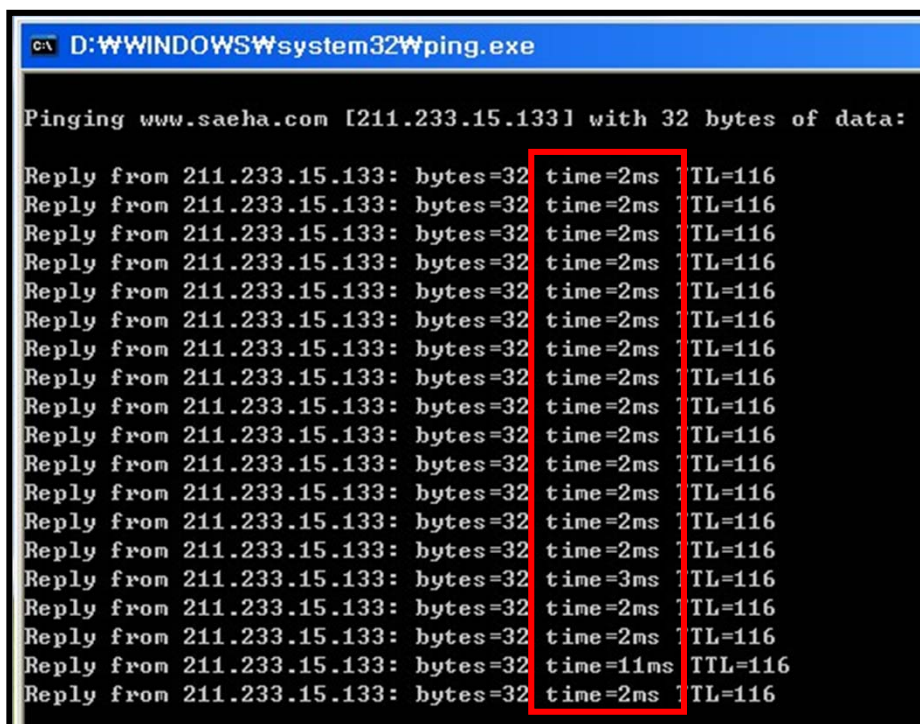 D:₩WINDOWS₩system32₩ping.exe
Pinging www.saeha.com [211.233.15.133] with 32 bytes of data:
Reply from 211.233.15.133: bytes=32 time=2ms TTL=116
Reply from 211.233.15.133: bytes=32 time=2ms TTL=116
Reply from 211.233.15.133: bytes=32 time=2ms TTL=116
Reply from 211.233.15.133: bytes=32 time=2ms TTL=116
Reply from 211.233.15.133: bytes=32 time=2ms TTL=116
Reply from 211.233.15.133: bytes=32 time=2ms TTL=116
Reply from 211.233.15.133: bytes=32 time=2ms TTL=116
Reply from 211.233.15.133: bytes=32 time=2ms TTL=116
Reply from 211.233.15.133: bytes=32 time=2ms TTL=116
Reply from 211.233.15.133: bytes=32 time=2ms TTL=116
Reply from 211.233.15.133: bytes=32 time=2ms TTL=116
Reply from 211.233.15.133: bytes=32 time=2ms TTL=116
Reply from 211.233.15.133: bytes=32 time=2ms TTL=116
Reply from 211.233.15.133: bytes=32 time=2ms TTL=116
Reply from 211.233.15.133: bytes=32 time=3ms TTL=116
Reply from 211.233.15.133: bytes=32 time=2ms TTL=116
Reply from 211.233.15.133: bytes=32 time=2ms TTL=116
Reply from 211.233.15.133: bytes=32 time=11ms TTL=116
Reply from 211.233.15.133: bytes=32 time=2ms TTL=116